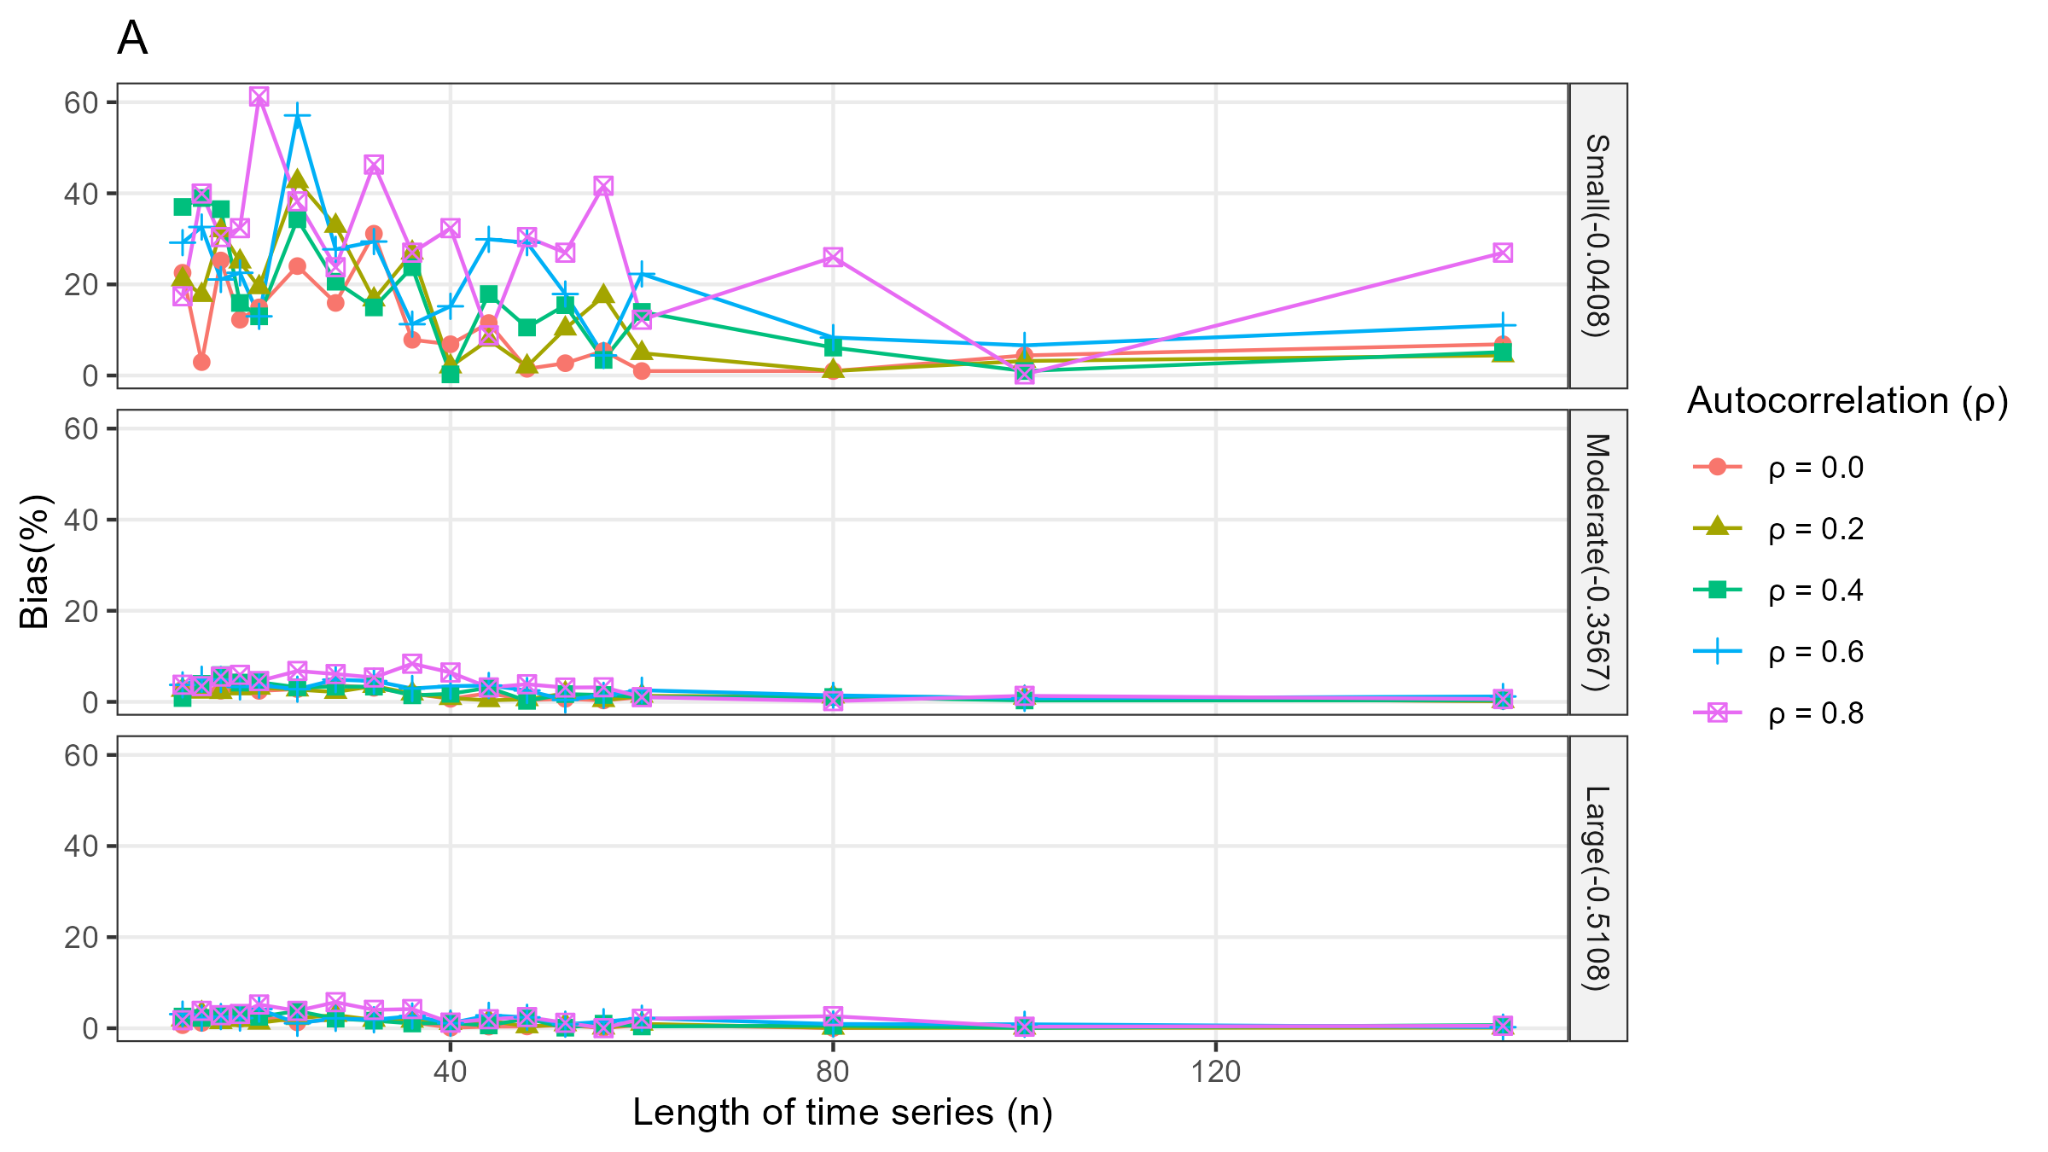 A
60
40
20
0
Small(-0.0408)
60
40
20
0
Moderate(-0.3567)
60
40
20
0
Large(-0.5108)
40
80
120
Bias(%)
Length of time series (n)
Autocorrelation (ρ)
ρ = 0.0
ρ = 0.2
ρ = 0.4
ρ = 0.6
ρ = 0.8